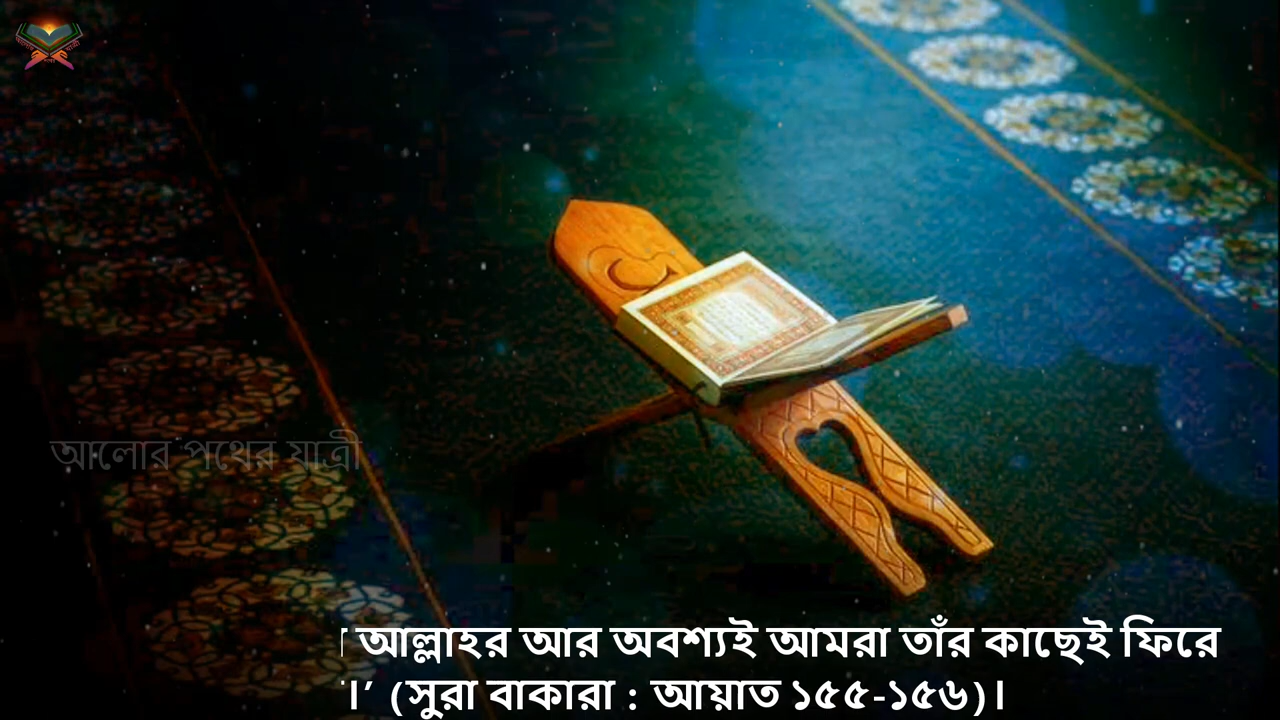 আলোর পথের যাত্রী
আল্লাহর আর অবশ্যই আমরা তাঁর কাছেই ফিরে
।’ (সুরা বাকারা : আয়াত ১৫৫-১৫৬)।